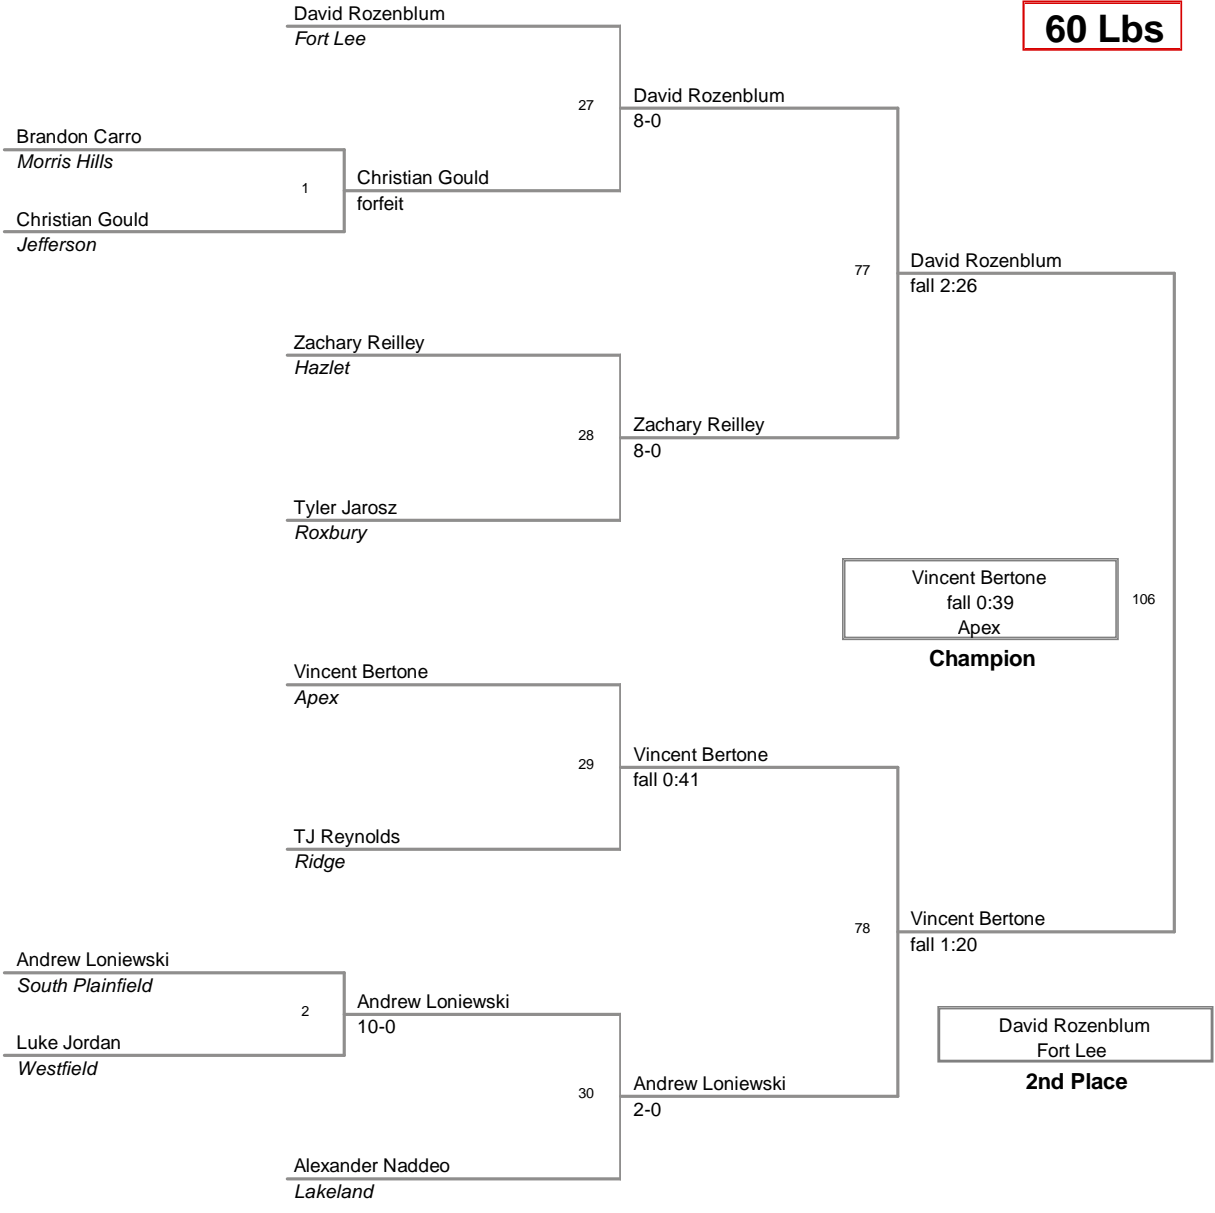 David Rozenblum
Fort Lee
60 Lbs
27
David Rozenblum
8-0
Brandon Carro
Morris Hills
1
Christian Gould
forfeit
Christian Gould
Jefferson
77
David Rozenblum
fall 2:26
Zachary Reilley
Hazlet
28
Zachary Reilley
8-0
Tyler Jarosz
Roxbury
Vincent Bertone
fall 0:39
Apex
106
Champion
Vincent Bertone
Apex
29
Vincent Bertone
fall 0:41
TJ Reynolds
Ridge
78
Vincent Bertone
fall 1:20
Andrew Loniewski
South Plainfield
2
Andrew Loniewski
10-0
Luke Jordan
Westfield
David Rozenblum
Fort Lee
2nd Place
30
Andrew Loniewski
2-0
Alexander Naddeo
Lakeland